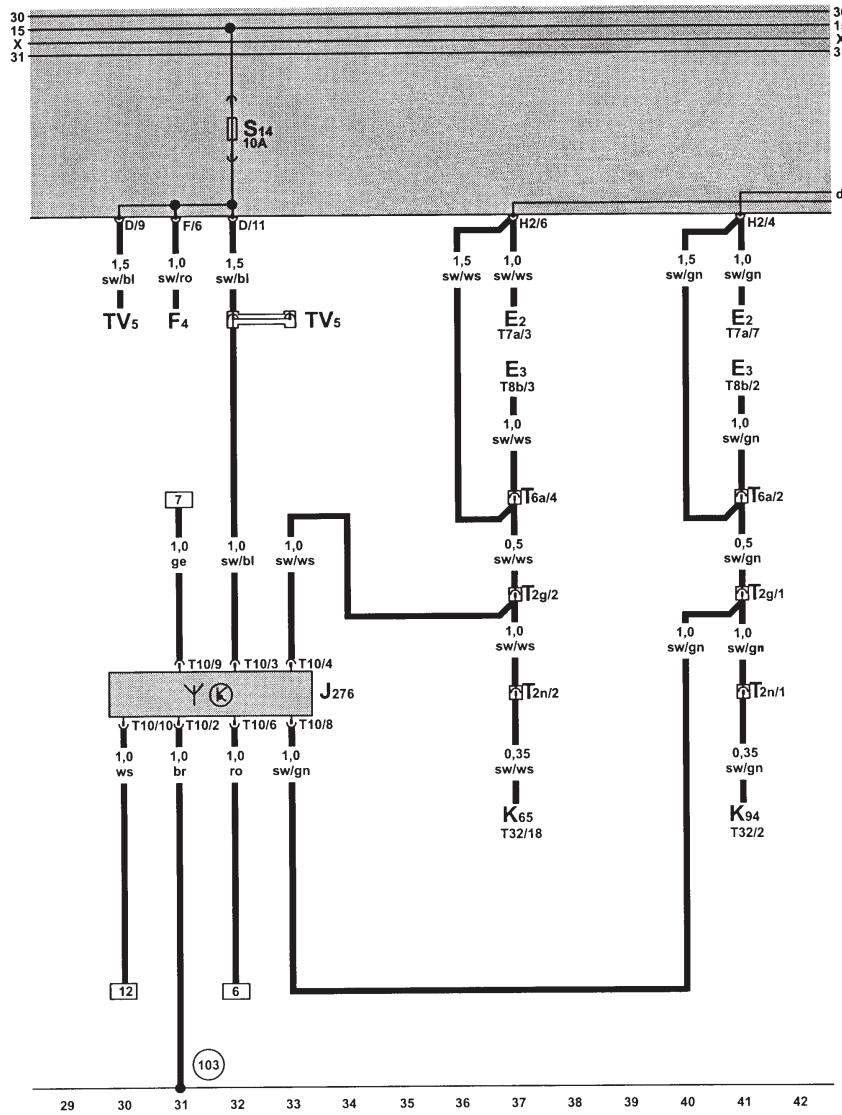 30 30
15 15
X X
31 3
S14
10A
d
D/9 F/6 D/11 H2/6 H2/4
1,5 1,0 1,5 1,5 1,0 1,5 1,0
sw/bl sw/ro sw/bl sw/ws sw/ws sw/gn sw/gn
TV5 F4 TV5 E2 E2
T7a/3 T7a/7
E3 E3
T8b/3 T8b/2
1,0 1,0
sw/ws sw/gn
7 T6a/4 T6a/2
1,0 1,0 1,0 0,5 0,5
ge sw/bl sw/ws sw/ws sw/gn
T2g/2 T2g/1
1,0 1,0 1,0
sw/ws sw/gn sw/gn
T10/9 T10/3 T10/4
J276 T2n/2 T2n/1
T10/10 T10/2 T10/6 T10/8
1,0 1,0 1,0 1,0 0,35 0,35
ws br ro sw/gn sw/ws sw/gn
K65 K94
T32/18 T32/2
12 6
103
29 30 31 32 33 34 35 36 37 38 39 40 41 42